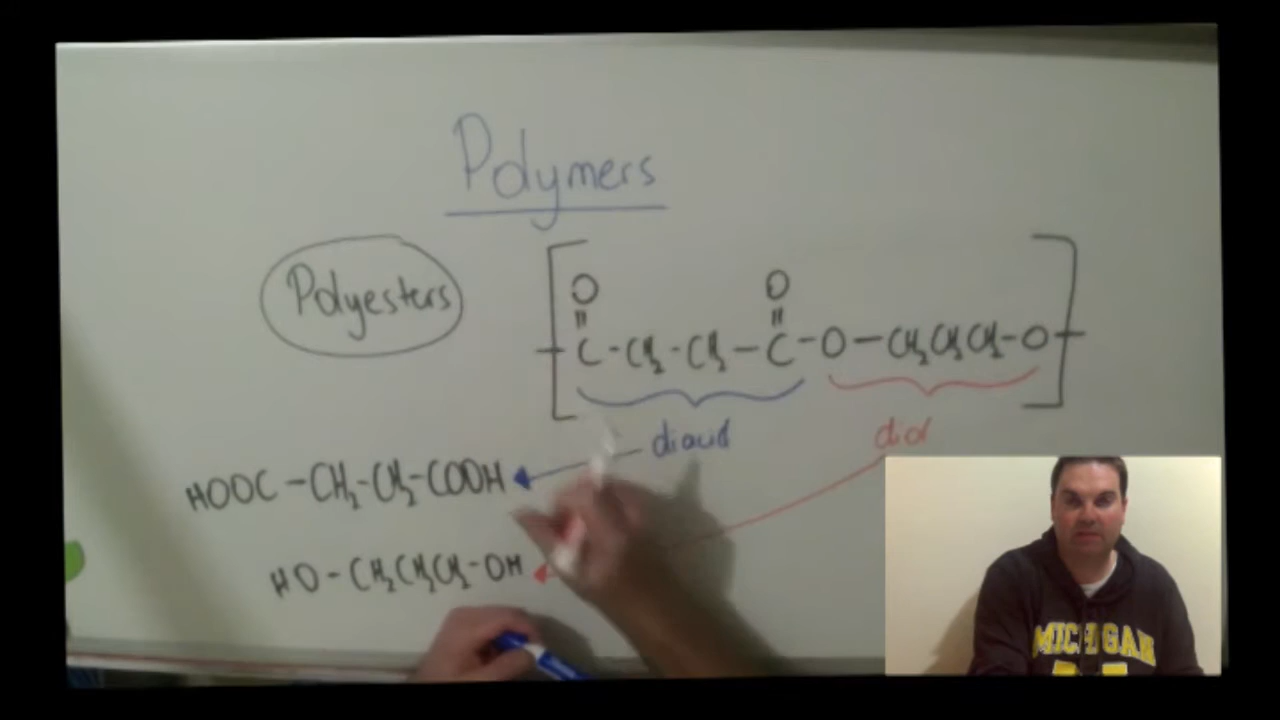 Polymers
Polyesters
O O
C-CH2-CH2-C-O-CH2CH2CH2-O
diacid
diol
HOOC-CH2-CH2-COOH
HO-CH2CH2CH2-OH
MICHIGAN